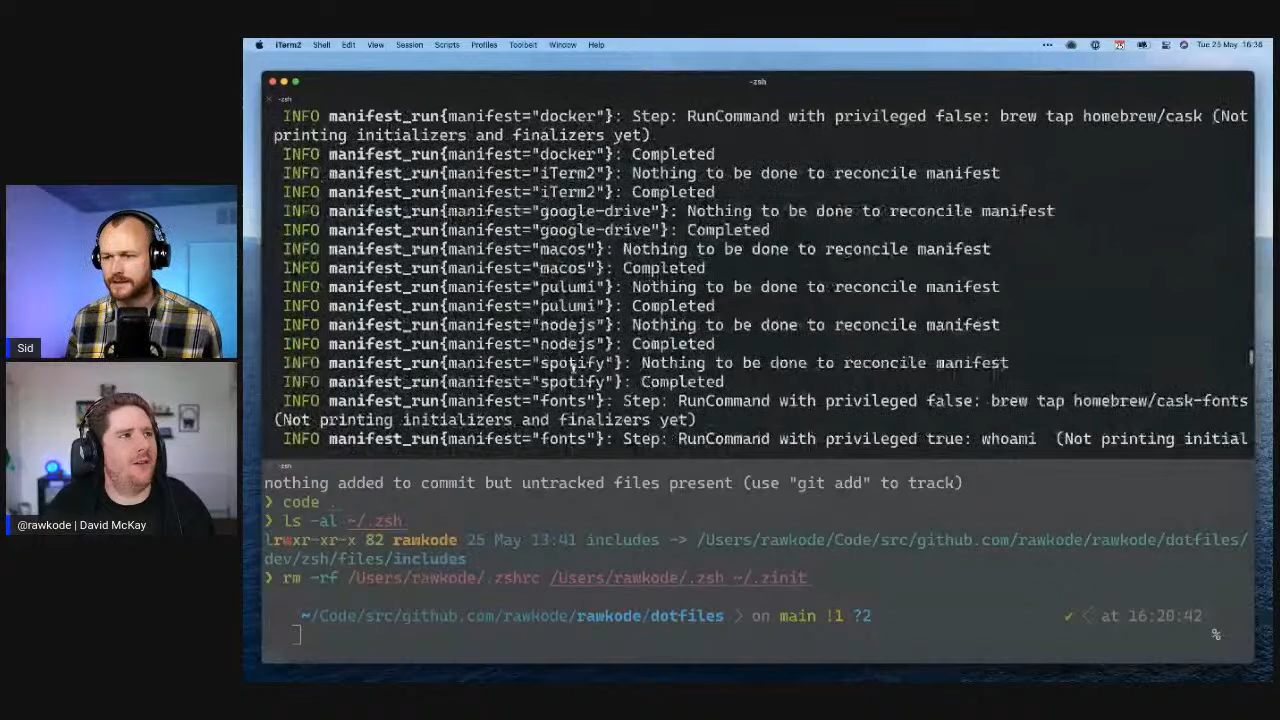 iTerm2 Shell Edit View Session Scripts Profiles Toolbelt Window Help ••• 25 Tue 25 May 16:38
-zsh
-zsh
INFO manifest_run{manifest="docker"}: Step: RunCommand with privileged false: brew tap homebrew/cask (Not
printing initializers and finalizers yet)
INFO manifest_run{manifest="docker"}: Completed
INFO manifest_run{manifest="iTerm2"}: Nothing to be done to reconcile manifest
INFO manifest_run{manifest="iTerm2"}: Completed
INFO manifest_run{manifest="google-drive"}: Nothing to be done to reconcile manifest
INFO manifest_run{manifest="google-drive"}: Completed
INFO manifest_run{manifest="macos"}: Nothing to be done to reconcile manifest
INFO manifest_run{manifest="macos"}: Completed
INFO manifest_run{manifest="pulumi"}: Nothing to be done to reconcile manifest
INFO manifest_run{manifest="pulumi"}: Completed
INFO manifest_run{manifest="nodejs"}: Nothing to be done to reconcile manifest
INFO manifest_run{manifest="nodejs"}: Completed
INFO manifest_run{manifest="spotify"}: Nothing to be done to reconcile manifest
INFO manifest_run{manifest="spotify"}: Completed
INFO manifest_run{manifest="fonts"}: Step: RunCommand with privileged false: brew tap homebrew/cask-fonts
(Not printing initializers and finalizers yet)
INFO manifest_run{manifest="fonts"}: Step: RunCommand with privileged true: whoami (Not printing initial
-zsh
nothing added to commit but untracked files present (use "git add" to track)
❯ code .
❯ ls -al ~/.zsh
lrwxr-xr-x 82 rawkode 25 May 13:41 includes -> /Users/rawkode/Code/src/github.com/rawkode/rawkode/dotfiles/
dev/zsh/files/includes
❯ rm -rf /Users/rawkode/.zshrc /Users/rawkode/.zsh ~/.zinit
~/Code/src/github.com/rawkode/rawkode/dotfiles > on main !1 ?2 ✔ < at 16:20:42
%
Sid
@rawkode | David McKay